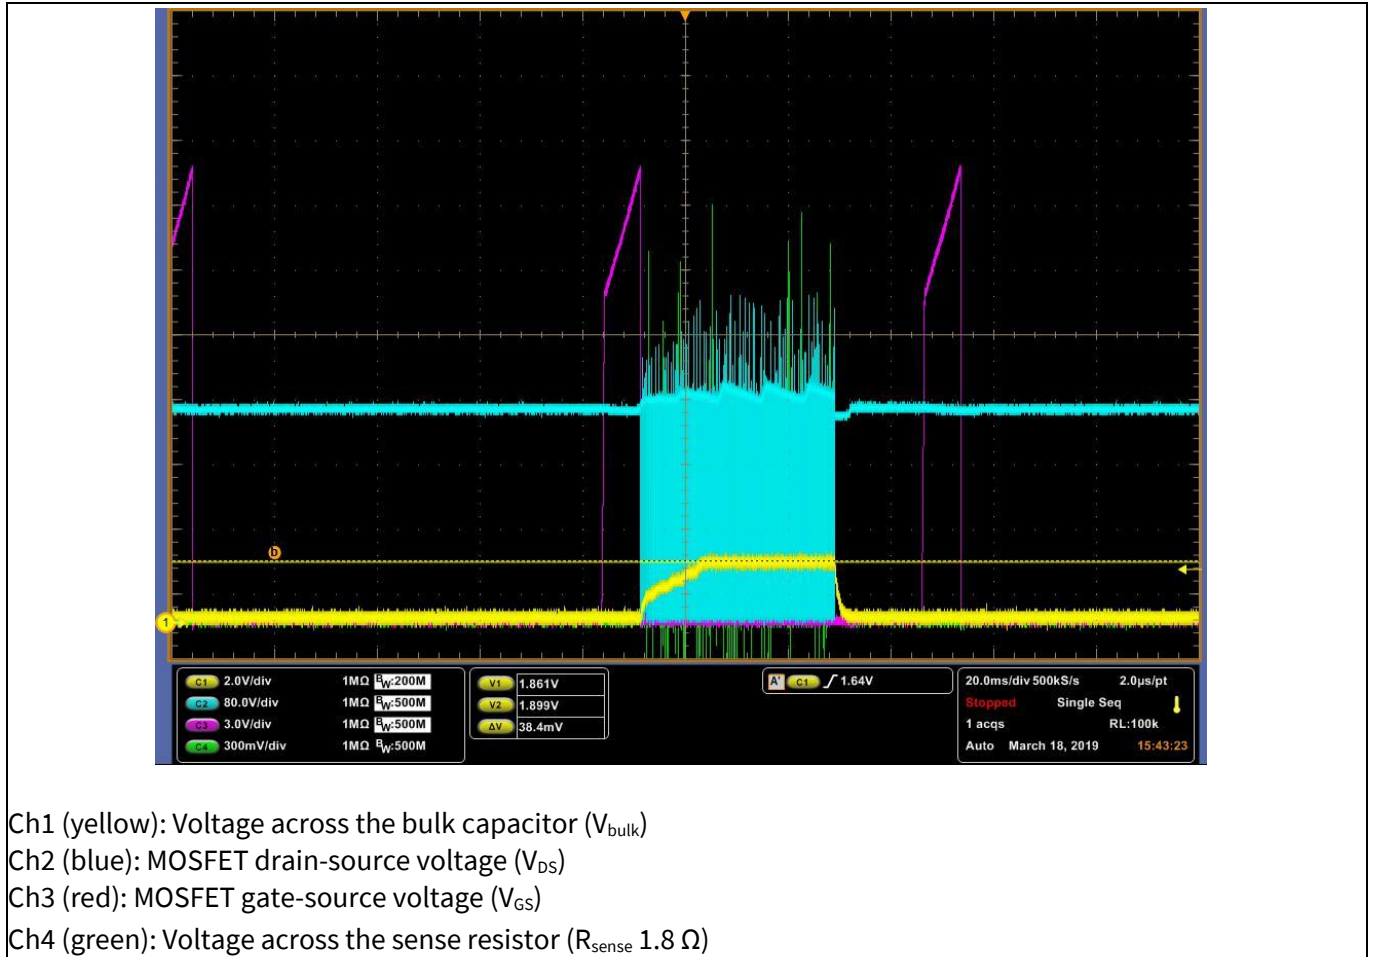 D
1
C1 2.0V/div 1MΩ BW:200M
C2 80.0V/div 1MΩ BW:500M
C3 3.0V/div 1MΩ BW:500M
C4 300mV/div 1MΩ BW:500M
V1 1.861V
V2 1.899V
ΔV 38.4mV
A' C1 1.64V
20.0ms/div 500kS/s 2.0µs/pt
Stopped Single Seq
1 acqs RL:100k
Auto March 18, 2019 15:43:23
Ch1 (yellow): Voltage across the bulk capacitor (Vbulk)
Ch2 (blue): MOSFET drain-source voltage (VDS)
Ch3 (red): MOSFET gate-source voltage (VGS)
Ch4 (green): Voltage across the sense resistor (Rsense 1.8 Ω)